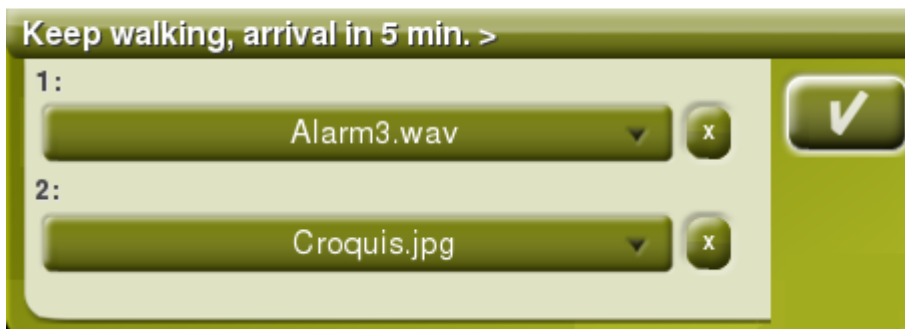 Keep walking, arrival in 5 min. >
1:
Alarm3.wav
x
2:
Croquis.jpg
x